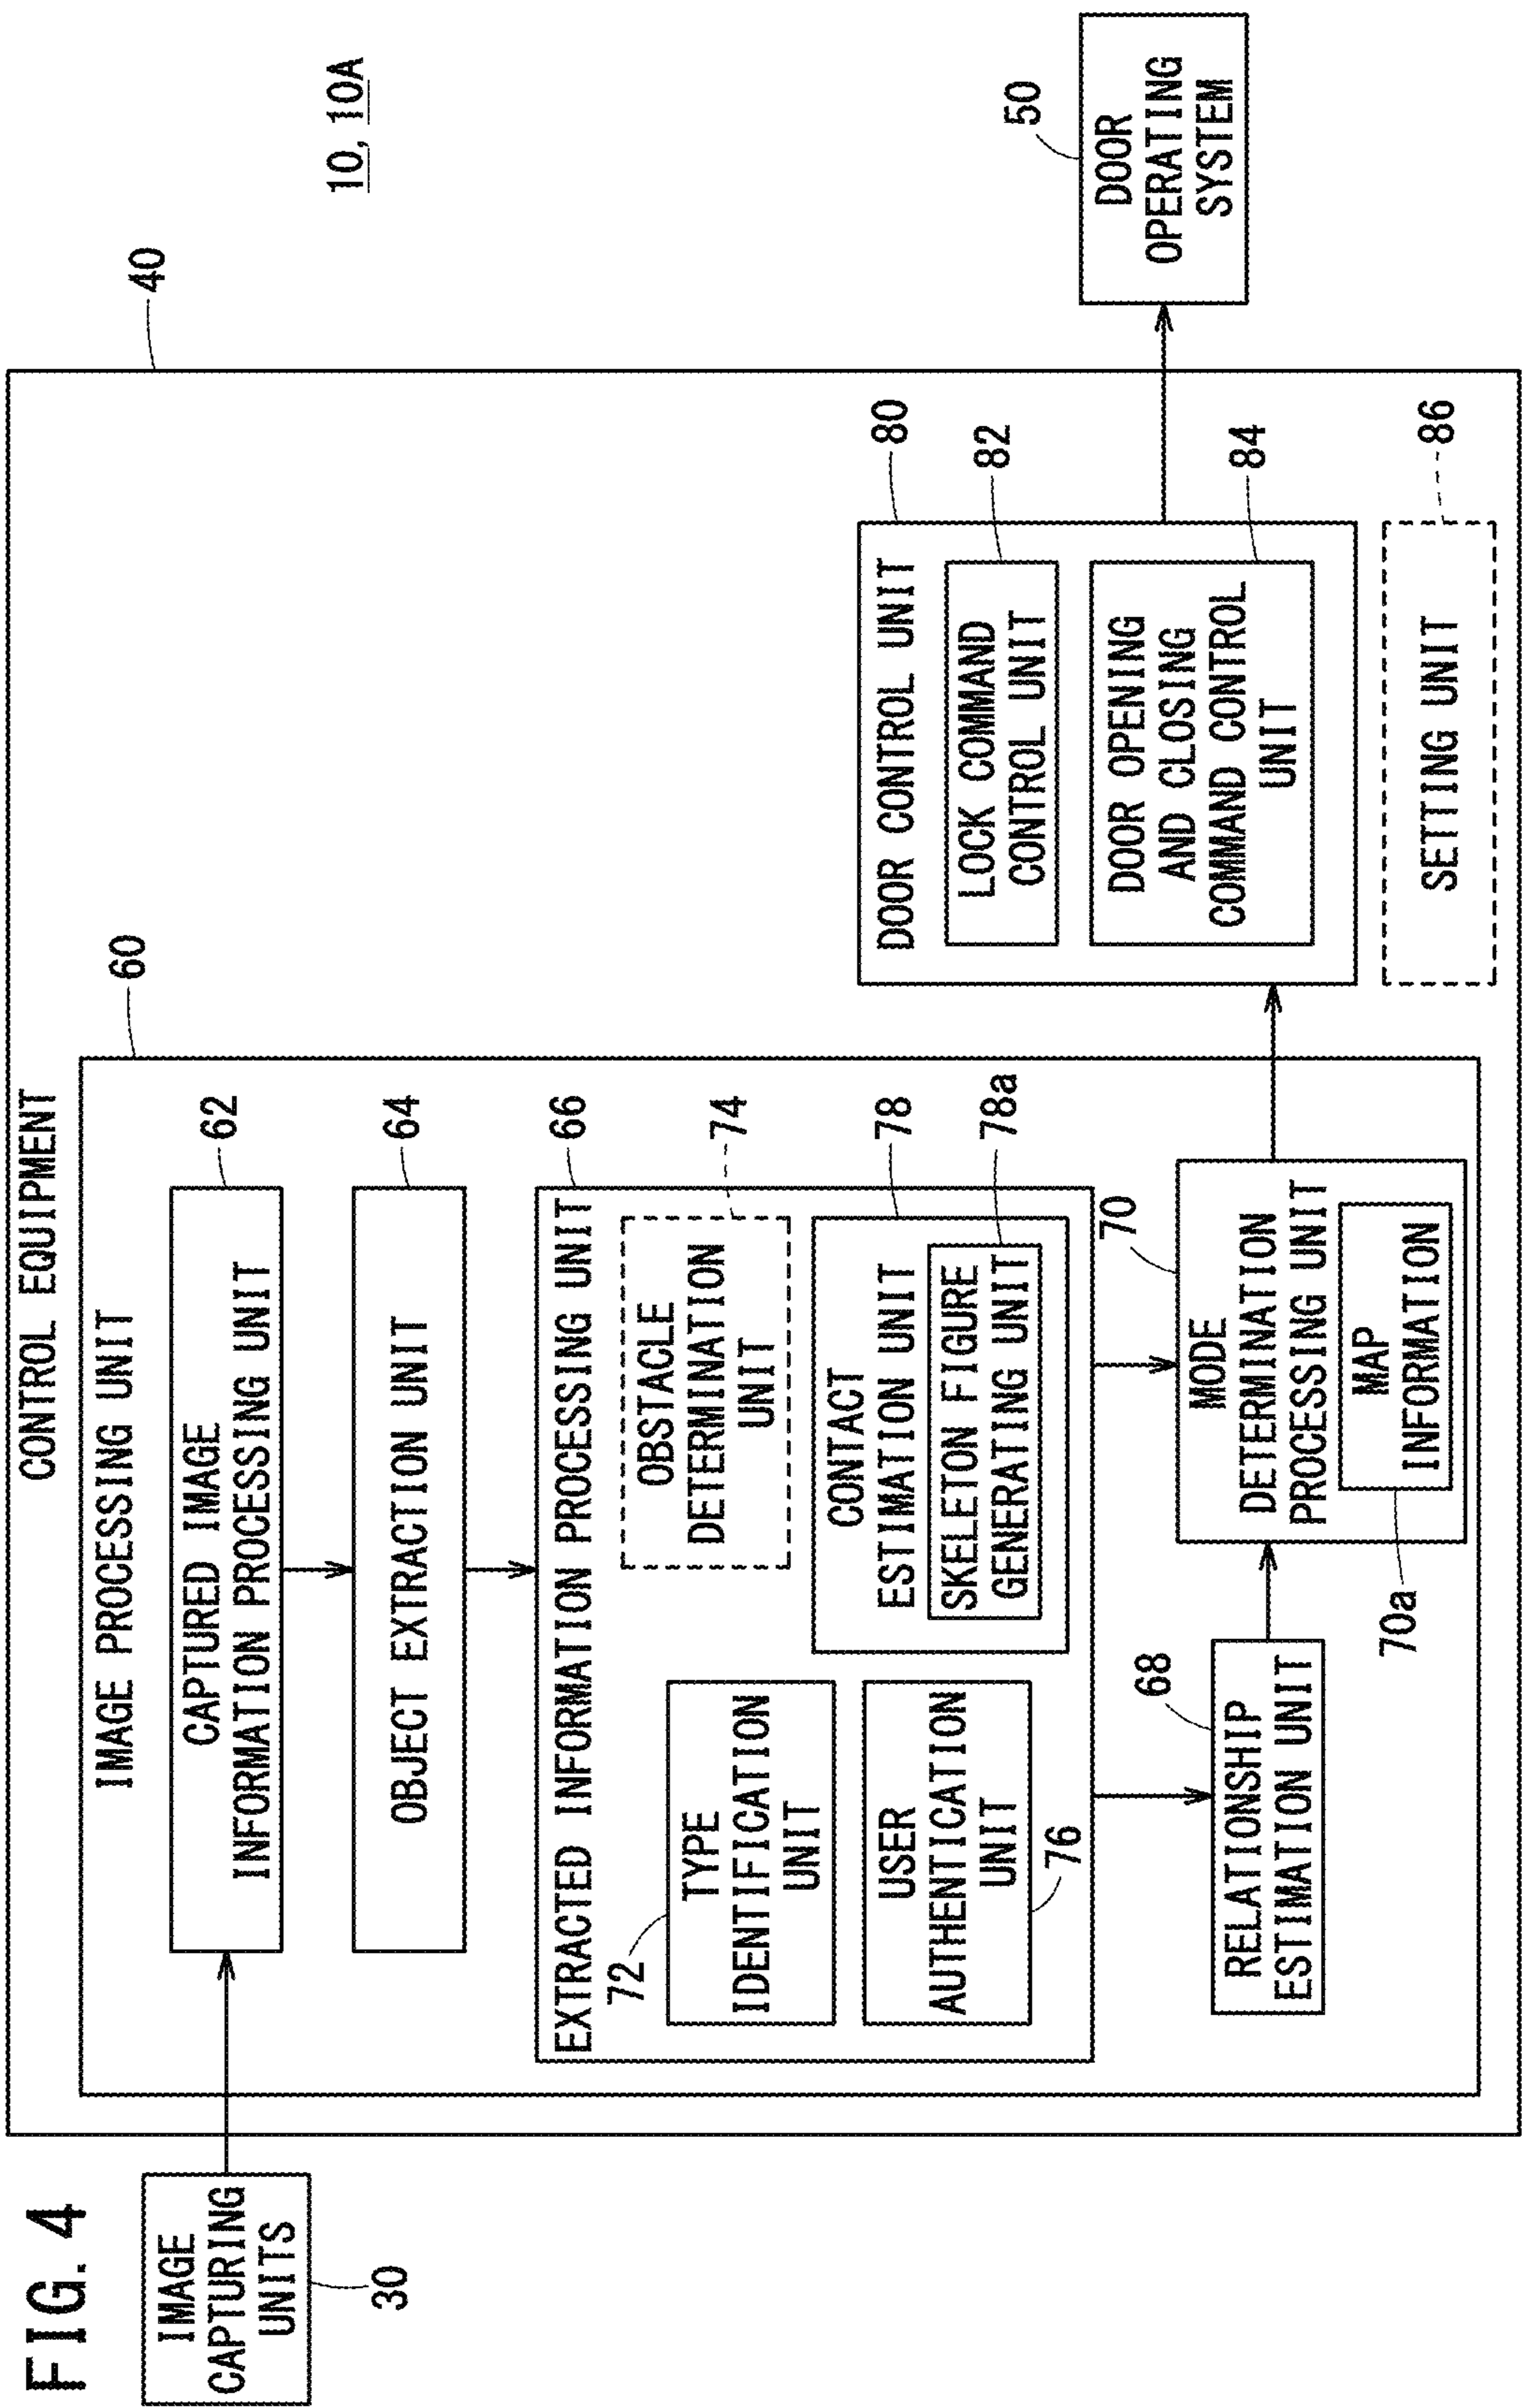 FIG. 4
10, 10A
CONTROL EQUIPMENT
40
IMAGE
CAPTURING
UNITS
30
IMAGE PROCESSING UNIT
60
CAPTURED IMAGE
INFORMATION PROCESSING UNIT
62
OBJECT EXTRACTION UNIT
64
EXTRACTED INFORMATION PROCESSING UNIT
66
TYPE
IDENTIFICATION
UNIT
72
OBSTACLE
DETERMINATION
UNIT
74
USER
AUTHENTICATION
UNIT
76
CONTACT
ESTIMATION UNIT
78
SKELETON FIGURE
GENERATING UNIT
78a
RELATIONSHIP
ESTIMATION UNIT
68
MODE
DETERMINATION
PROCESSING UNIT
70
MAP
INFORMATION
70a
DOOR CONTROL UNIT
80
LOCK COMMAND
CONTROL UNIT
82
DOOR OPENING
AND CLOSING
COMMAND CONTROL
UNIT
84
SETTING UNIT
86
DOOR
OPERATING
SYSTEM
50